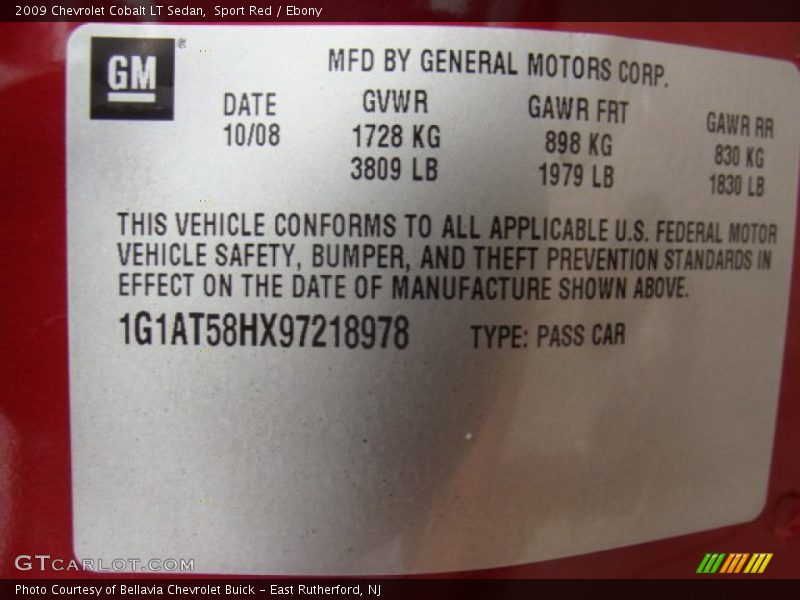 2009 Chevrolet Cobalt LT Sedan, Sport Red / Ebony
GM®
MFD BY GENERAL MOTORS CORP.
DATE GVWR GAWR FRT GAWR RR
10/08 1728 KG 898 KG 830 KG
3809 LB 1979 LB 1830 LB
THIS VEHICLE CONFORMS TO ALL APPLICABLE U.S. FEDERAL MOTOR
VEHICLE SAFETY, BUMPER, AND THEFT PREVENTION STANDARDS IN
EFFECT ON THE DATE OF MANUFACTURE SHOWN ABOVE.
1G1AT58HX97218978 TYPE: PASS CAR
GTCARLOT.COM
Photo Courtesy of Bellavia Chevrolet Buick – East Rutherford, NJ